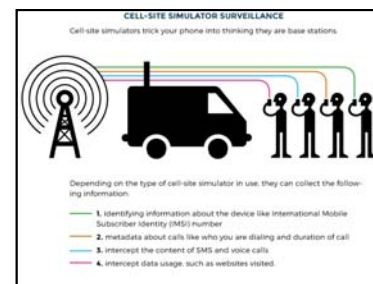 CELL-SITE SIMULATOR SURVEILLANCE
Cell-site simulators trick your phone into thinking they are base stations.
Depending on the type of cell-site simulator in use, they can collect the follow-
ing information:
1. identifying information about the device like International Mobile
Subscriber Identity (IMSI) number
2. metadata about calls like who you are dialing and duration of call
3. intercept the content of SMS and voice calls
4. intercept data usage, such as websites visited.